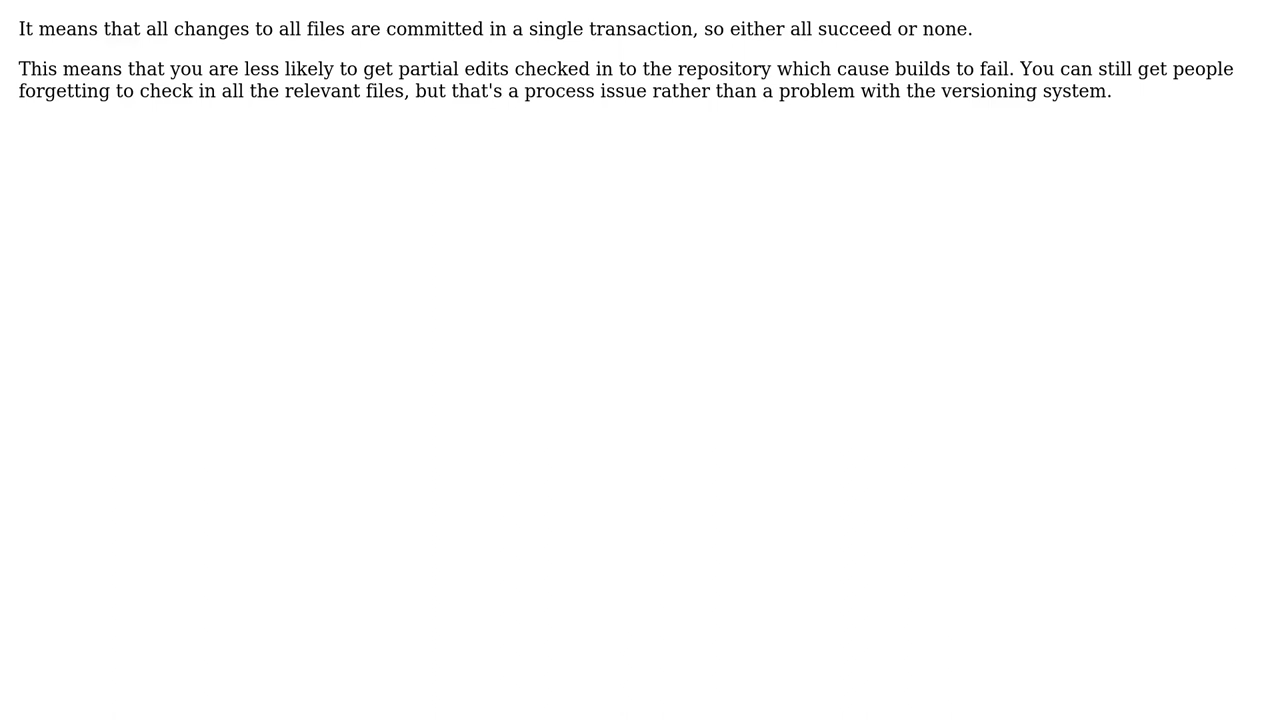 It means that all changes to all files are committed in a single transaction, so either all succeed or none.
This means that you are less likely to get partial edits checked in to the repository which cause builds to fail. You can still get people
forgetting to check in all the relevant files, but that's a process issue rather than a problem with the versioning system.